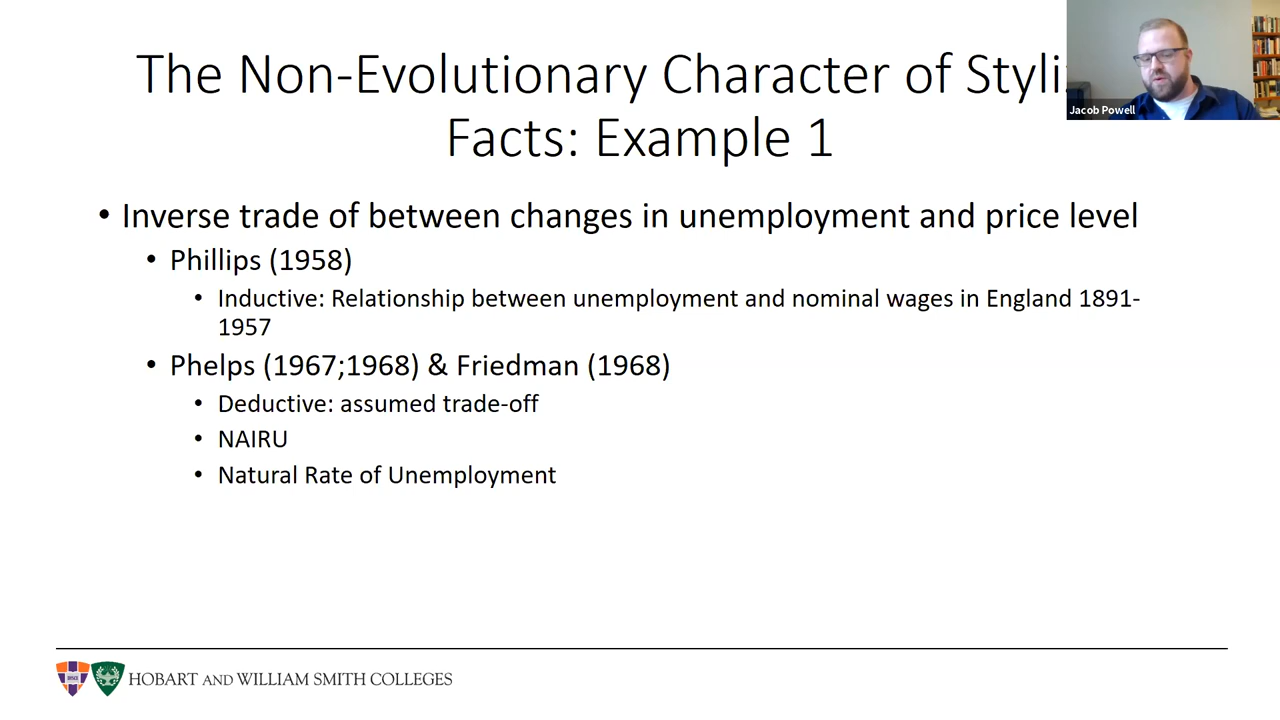 The Non-Evolutionary Character of Styli
Facts: Example 1
Jacob Powell
• Inverse trade of between changes in unemployment and price level
• Phillips (1958)
• Inductive: Relationship between unemployment and nominal wages in England 1891-
1957
• Phelps (1967;1968) & Friedman (1968)
• Deductive: assumed trade-off
• NAIRU
• Natural Rate of Unemployment
HOBART AND WILLIAM SMITH COLLEGES